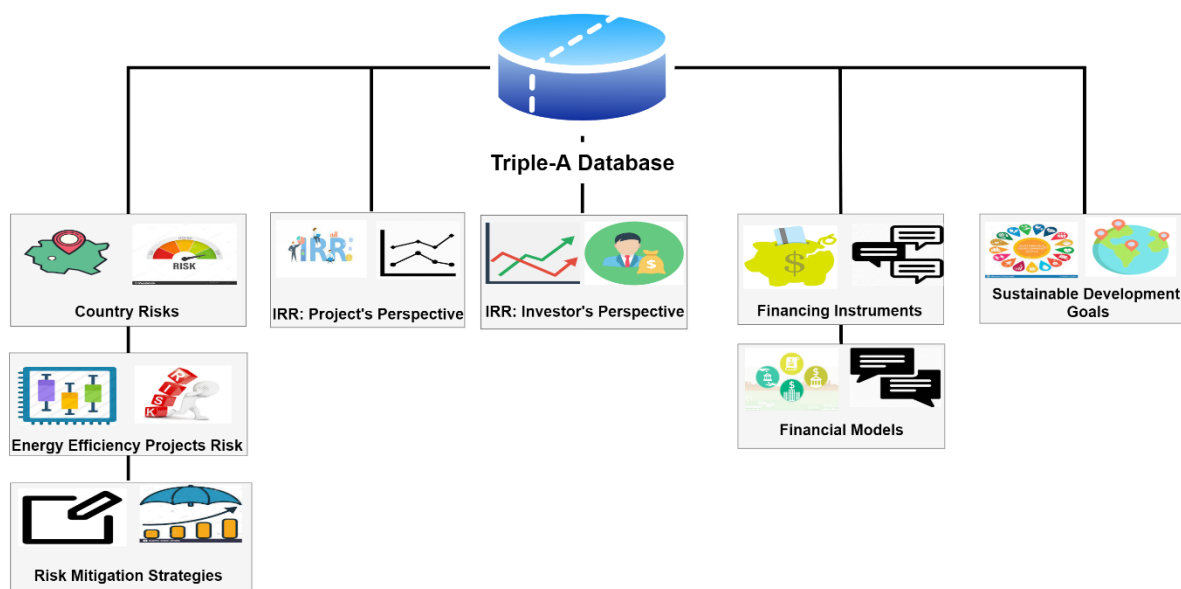 Triple-A Database
RISK
Country Risks
IRR:
IRR: Project's Perspective
$
IRR: Investor's Perspective
$
Financing Instruments
Sustainable Development
Goals
RISK
Energy Efficiency Projects Risk
$
$
Financial Models
Risk Mitigation Strategies